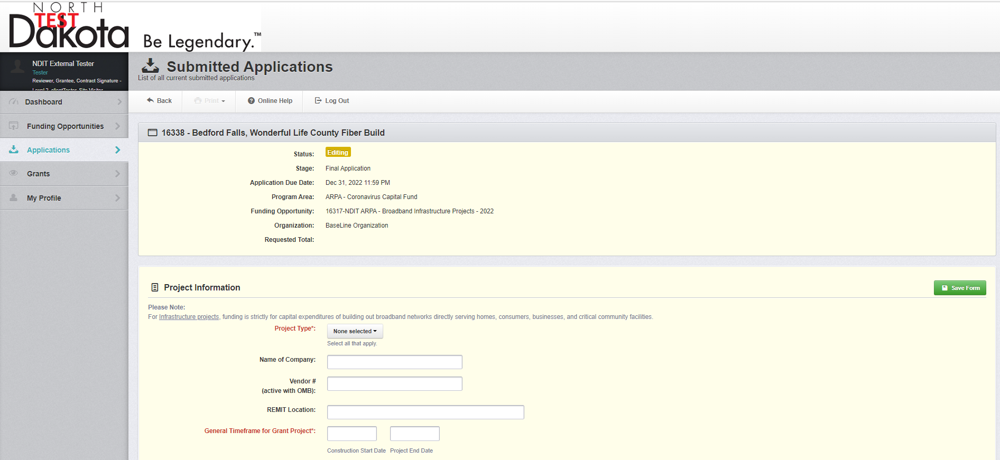 NORTH
TEST
Dakota
Be Legendary.™
NDIT External Tester
Tester
Reviewer, Grantee, Contract Signature -
Level 2, clientTester, Site Visitor
Dashboard
Funding Opportunities
Applications
Grants
My Profile
Submitted Applications
List of all current submitted applications
Back
Print
Online Help
Log Out
16338 - Bedford Falls, Wonderful Life County Fiber Build
Status: Editing
Stage: Final Application
Application Due Date: Dec 31, 2022 11:59 PM
Program Area: ARPA - Coronavirus Capital Fund
Funding Opportunity: 16317-NDIT ARPA - Broadband Infrastructure Projects - 2022
Organization: BaseLine Organization
Requested Total:
Project Information
Save Form
Please Note:
For Infrastructure projects, funding is strictly for capital expenditures of building out broadband networks directly serving homes, consumers, businesses, and critical community facilities.
Project Type*: None selected
Select all that apply.
Name of Company:
Vendor #
(active with OMB):
REMIT Location:
General Timeframe for Grant Project*:
Construction Start Date Project End Date